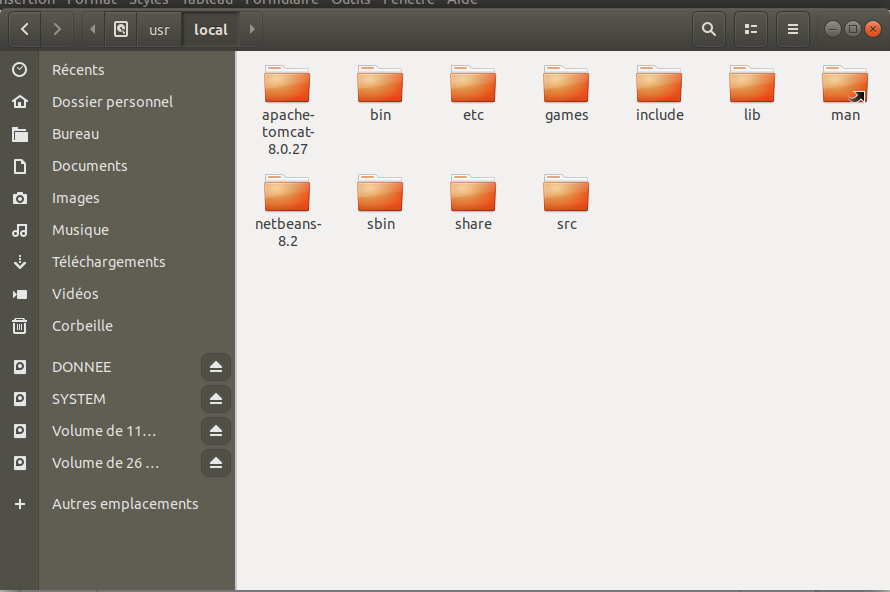 Insertion Format Styles Tableau Formulaire Outils Fenêtre Aide
usr local
Récents
Dossier personnel
Bureau
Documents
Images
Musique
Téléchargements
Vidéos
Corbeille
DONNEE
SYSTEM
Volume de 11…
Volume de 26 …
Autres emplacements
apache-
tomcat-
8.0.27
bin
etc
games
include
lib
man
netbeans-
8.2
sbin
share
src